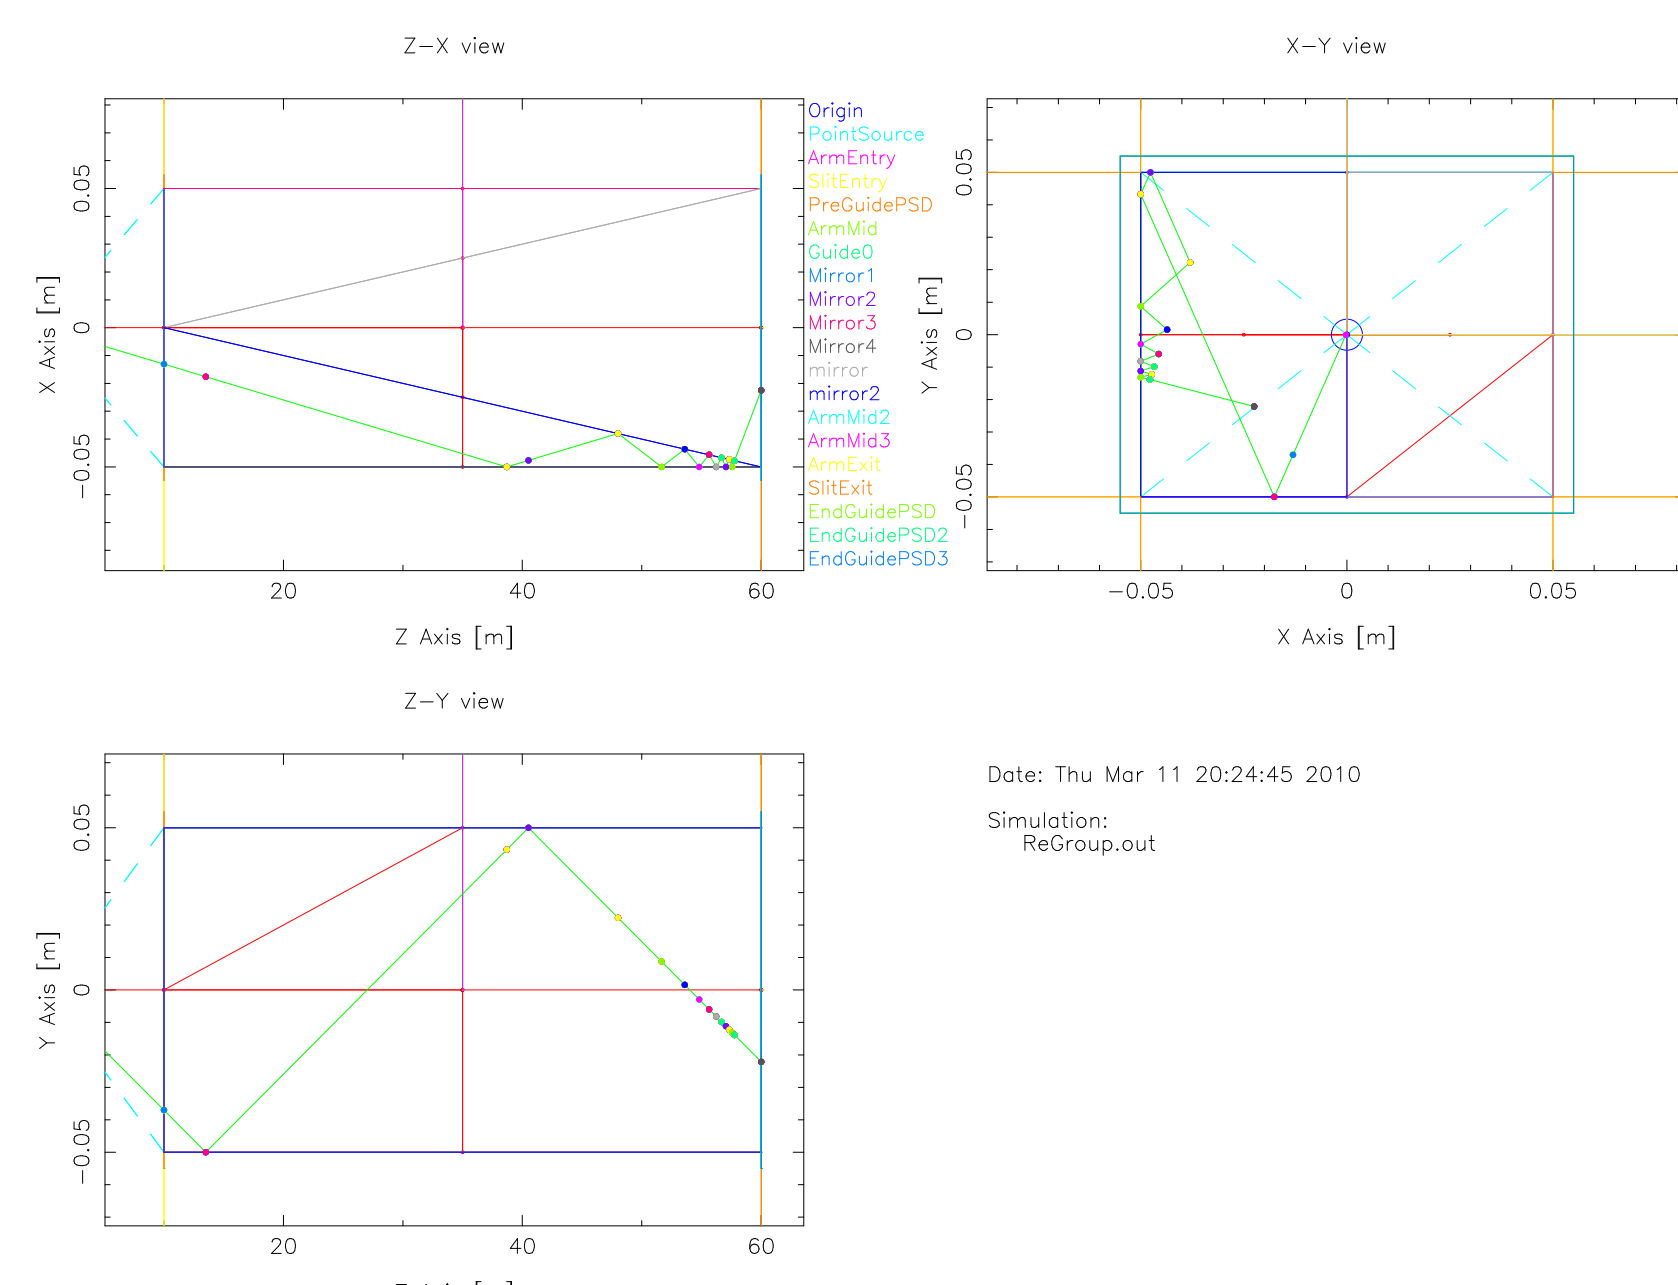 Z-X view
0.05
0
-0.05
X Axis [m]
20
40
60
Z Axis [m]
Origin
PointSource
ArmEntry
SlitEntry
PreGuidePSD
ArmMid
Guide0
Mirror1
Mirror2
Mirror3
Mirror4
mirror
mirror2
ArmMid2
ArmMid3
ArmExit
SlitExit
EndGuidePSD
EndGuidePSD2
EndGuidePSD3
X-Y view
0.05
0
-0.05
Y Axis [m]
-0.05
0
0.05
X Axis [m]
Z-Y view
0.05
0
-0.05
Y Axis [m]
20
40
60
Date: Thu Mar 11 20:24:45 2010
Simulation:
ReGroup.out